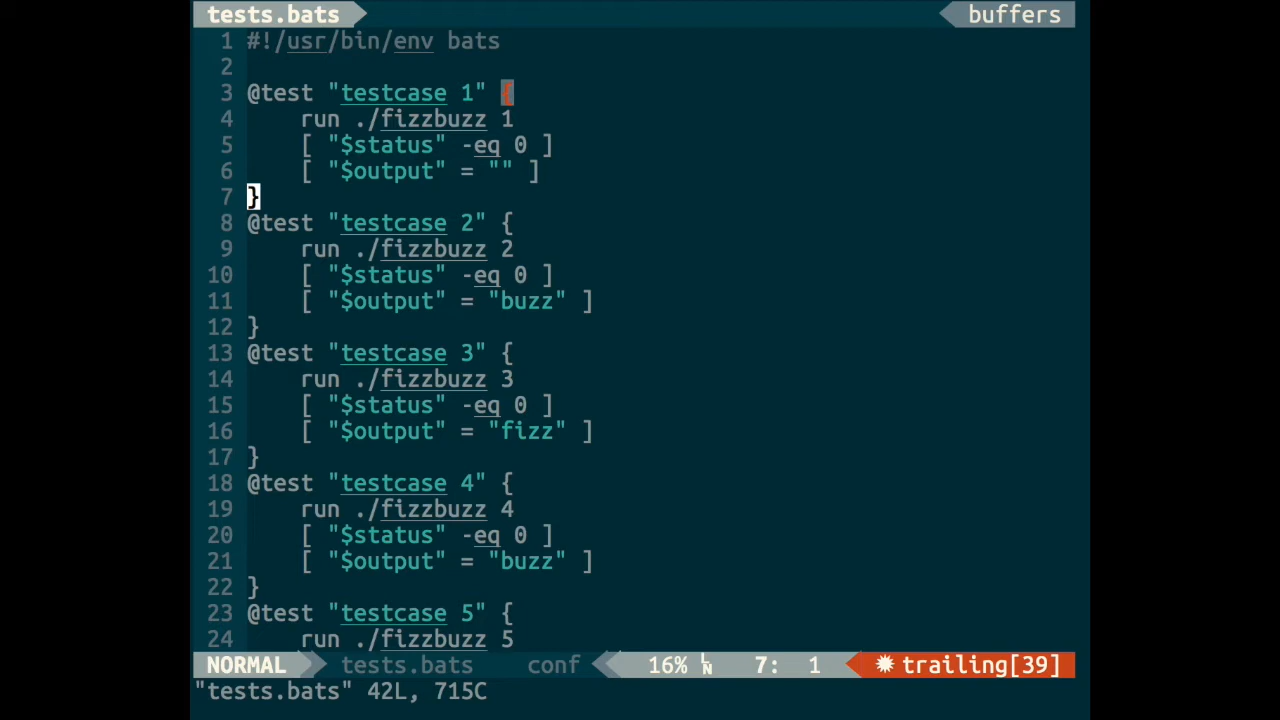 tests.bats buffers
1 #!/usr/bin/env bats
2
3 @test "testcase 1" {
4 run ./fizzbuzz 1
5 [ "$status" -eq 0 ]
6 [ "$output" = "" ]
7 }
8 @test "testcase 2" {
9 run ./fizzbuzz 2
10 [ "$status" -eq 0 ]
11 [ "$output" = "buzz" ]
12 }
13 @test "testcase 3" {
14 run ./fizzbuzz 3
15 [ "$status" -eq 0 ]
16 [ "$output" = "fizz" ]
17 }
18 @test "testcase 4" {
19 run ./fizzbuzz 4
20 [ "$status" -eq 0 ]
21 [ "$output" = "buzz" ]
22 }
23 @test "testcase 5" {
24 run ./fizzbuzz 5
NORMAL tests.bats conf 16% ␤ 7: 1 ✹ trailing[39]
"tests.bats" 42L, 715C